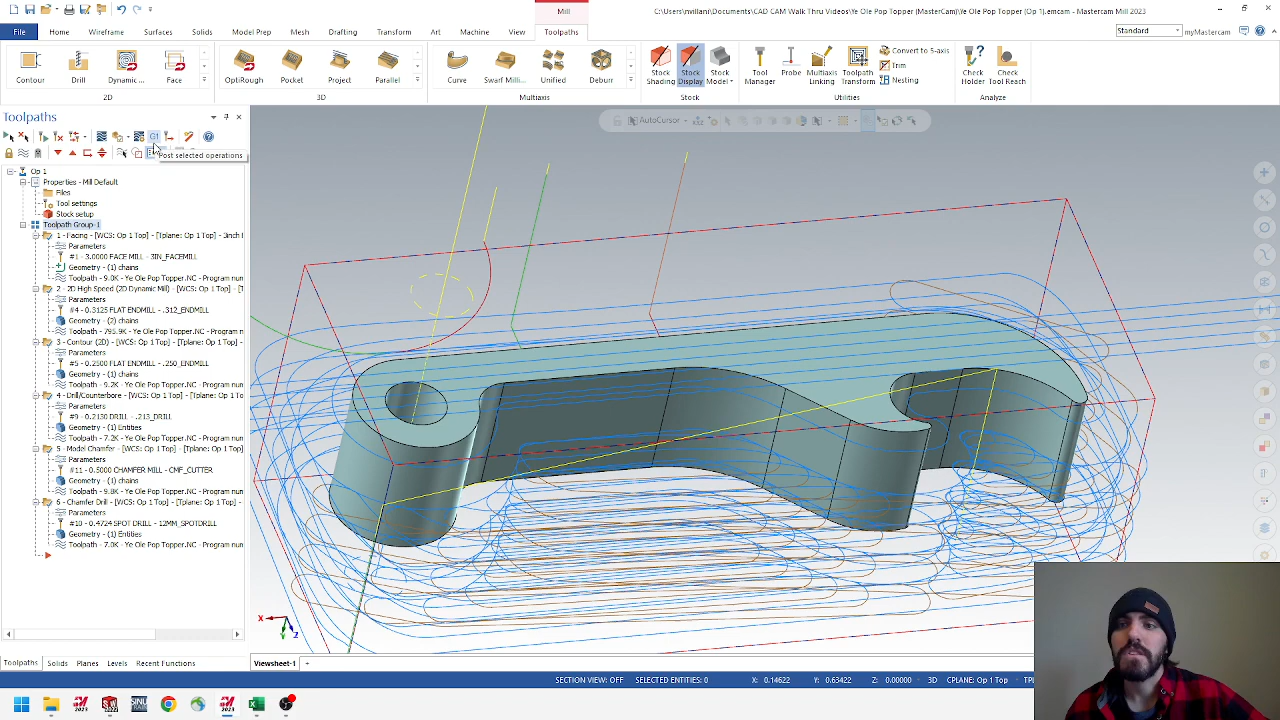 Mill
C:\Users\nvillani\Documents\CAD CAM Walk Thru Videos\Ye Ole Pop Topper (MasterCam)\Ye Ole Pop Topper (Op 1).emcam - Mastercam Mill 2023
File Home Wireframe Surfaces Solids Model Prep Mesh Drafting Transform Art Machine View Toolpaths
Standard myMastercam
Contour Drill Dynamic ... Face
2D
OptiRough Pocket Project Parallel
3D
Curve Swarf Milli... Unified Deburr
Multiaxis
Stock Shading Stock Display Stock Model
Stock
Tool Manager Probe Multiaxis Linking Toolpath Transform
Convert to 5-axis
Trim
Nesting
Utilities
Check Holder Check Tool Reach
Analyze
Toolpaths
AutoCursor
G1
Post selected operations
Op 1
Properties - Mill Default
Files
Tool settings
Stock setup
Toolpath Group-1
1 - Facing - [WCS: Op 1 Top] - [Tplane: Op 1 Top] - 3inch
Parameters
#1 - 3.0000 FACE MILL - 3IN_FACEMILL
Geometry - (1) chains
Toolpath - 9.0K - Ye Ole Pop Topper.NC - Program num
2 - 2D High Speed (2D Dynamic Mill) - [WCS: Op 1 Top]
Parameters
#4 - 0.3125 FLAT ENDMILL - .312_ENDMILL
Geometry - (2) chains
Toolpath - 795.9K - Ye Ole Pop Topper.NC - Program n
3 - Contour (2D) - [WCS: Op 1 Top] - [Tplane: Op 1 Top]
Parameters
#5 - 0.2500 FLAT ENDMILL - .250_ENDMILL
Geometry - (1) chains
Toolpath - 9.2K - Ye Ole Pop Topper.NC - Program num
4 - Drill/Counterbore - [WCS: Op 1 Top] - [Tplane: Op 1
Parameters
#9 - 0.2130 DRILL - .213_DRILL
Geometry - (1) Entities
Toolpath - 7.2K - Ye Ole Pop Topper.NC - Program num
5 - Model Chamfer - [WCS: Op 1 Top] - [Tplane: Op 1 To
Parameters
#11 - 0.5000 CHAMFER MILL - CMF_CUTTER
Geometry - (1) chains
Toolpath - 9.8K - Ye Ole Pop Topper.NC - Program num
6 - Chamfer Drill - [WCS: Op 1 Top] - [Tplane: Op 1 Top]
Parameters
#10 - 0.4724 SPOT DRILL - 12MM_SPOTDRILL
Geometry - (1) Entities
Toolpath - 7.0K - Ye Ole Pop Topper.NC - Program num
X
Y
Z
Toolpaths Solids Planes Levels Recent Functions
Viewsheet-1 +
SECTION VIEW: OFF SELECTED ENTITIES: 0 X: 0.14622 Y: 0.63422 Z: 0.00000 3D CPLANE: Op 1 Top TPL